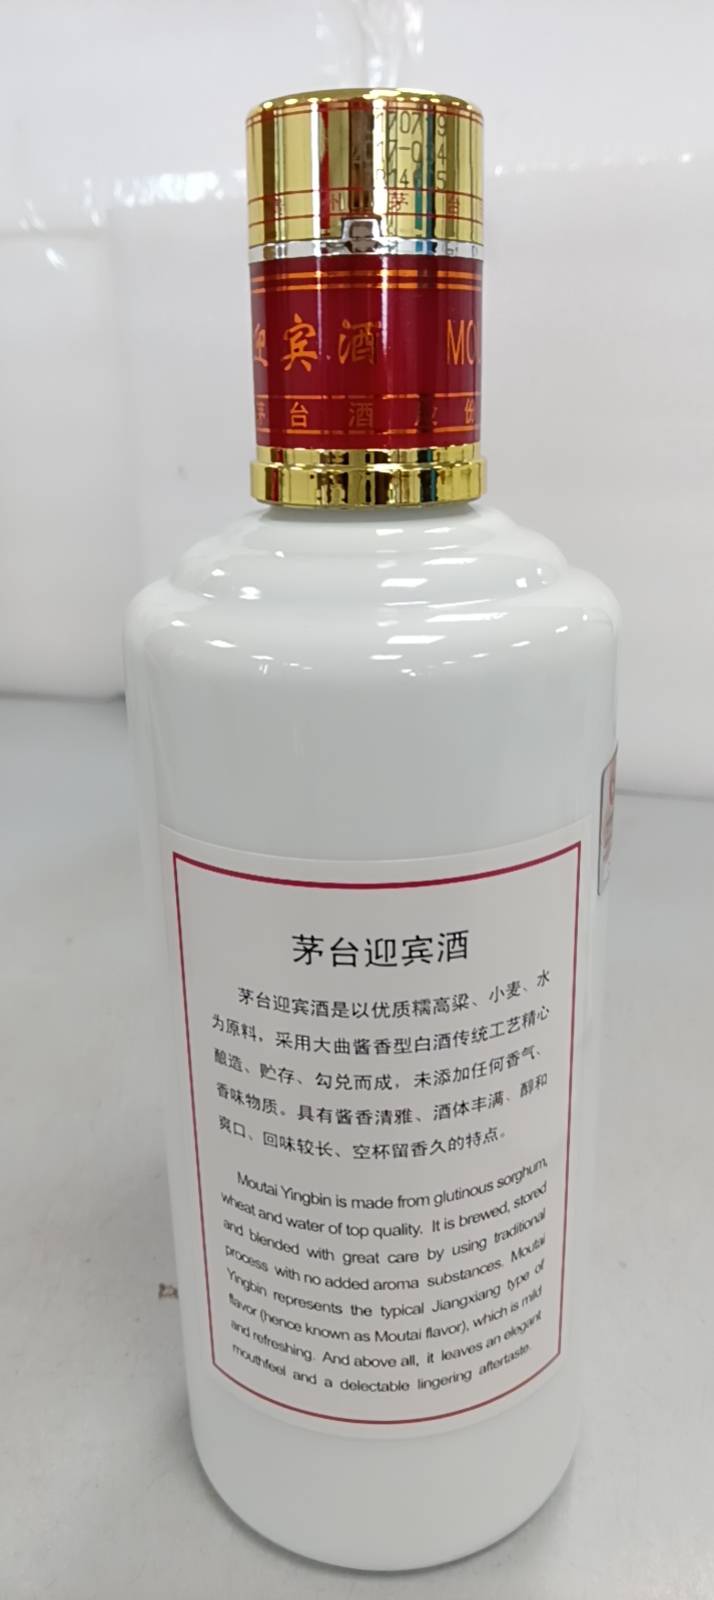 贵州茅台
迎宾酒 MOU
茅台酒股份
茅台迎宾酒
茅台迎宾酒是以优质糯高粱、小麦、水
为原料，采用大曲酱香型白酒传统工艺精心
酿造、贮存、勾兑而成，未添加任何香气、
香味物质。具有酱香清雅、酒体丰满、醇和
爽口、回味较长、空杯留香久的特点。
Moutai Yingbin is made from glutinous sorghum,
wheat and water of top quality. It is brewed, stored
and blended with great care by using traditional
process with no added aroma substances. Moutai
Yingbin represents the typical Jiangxiang type of
flavor (hence known as Moutai flavor), which is mild
and refreshing. And above all, it leaves an elegant
mouthfeel and a delectable lingering aftertaste.